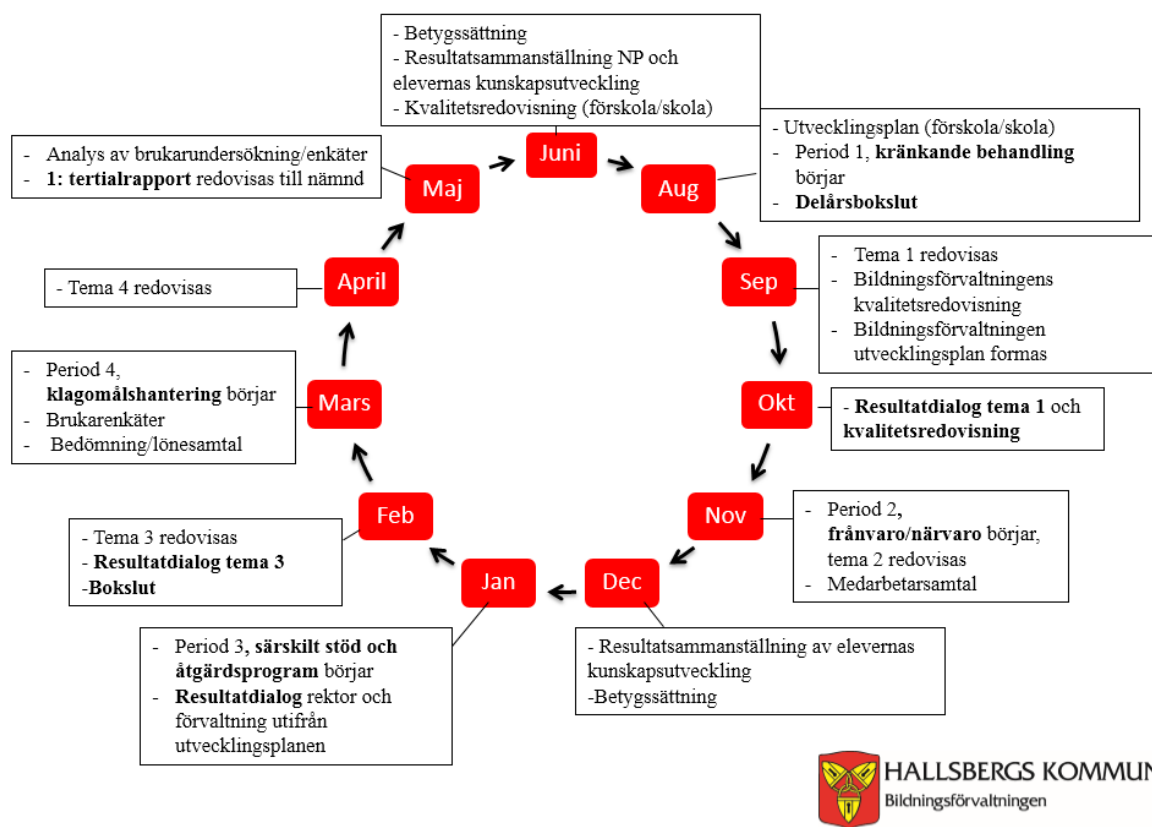 - Betygssättning
- Resultatsammanställning NP och
elevernas kunskapsutveckling
- Kvalitetsredovisning (förskola/skola)
Juni
- Utvecklingsplan (förskola/skola)
- Period 1, kränkande behandling
börjar
- Delårsbokslut
Aug
- Tema 1 redovisas
- Bildningsförvaltningens
kvalitetsredovisning
- Bildningsförvaltningen
utvecklingsplan formas
Sep
- Resultatdialog tema 1 och
kvalitetsredovisning
Okt
- Period 2,
frånvaro/närvaro börjar,
tema 2 redovisas
- Medarbetarsamtal
Nov
- Resultatsammanställning av elevernas
kunskapsutveckling
-Betygssättning
Dec
- Period 3, särskilt stöd och
åtgärdsprogram börjar
- Resultatdialog rektor och
förvaltning utifrån
utvecklingsplanen
Jan
- Tema 3 redovisas
- Resultatdialog tema 3
-Bokslut
Feb
- Period 4,
klagomålshantering börjar
- Brukarenkäter
- Bedömning/lönesamtal
Mars
- Tema 4 redovisas
April
- Analys av brukarundersökning/enkäter
- 1: tertialrapport redovisas till nämnd
Maj
HALLSBERGS KOMMUN
Bildningsförvaltningen